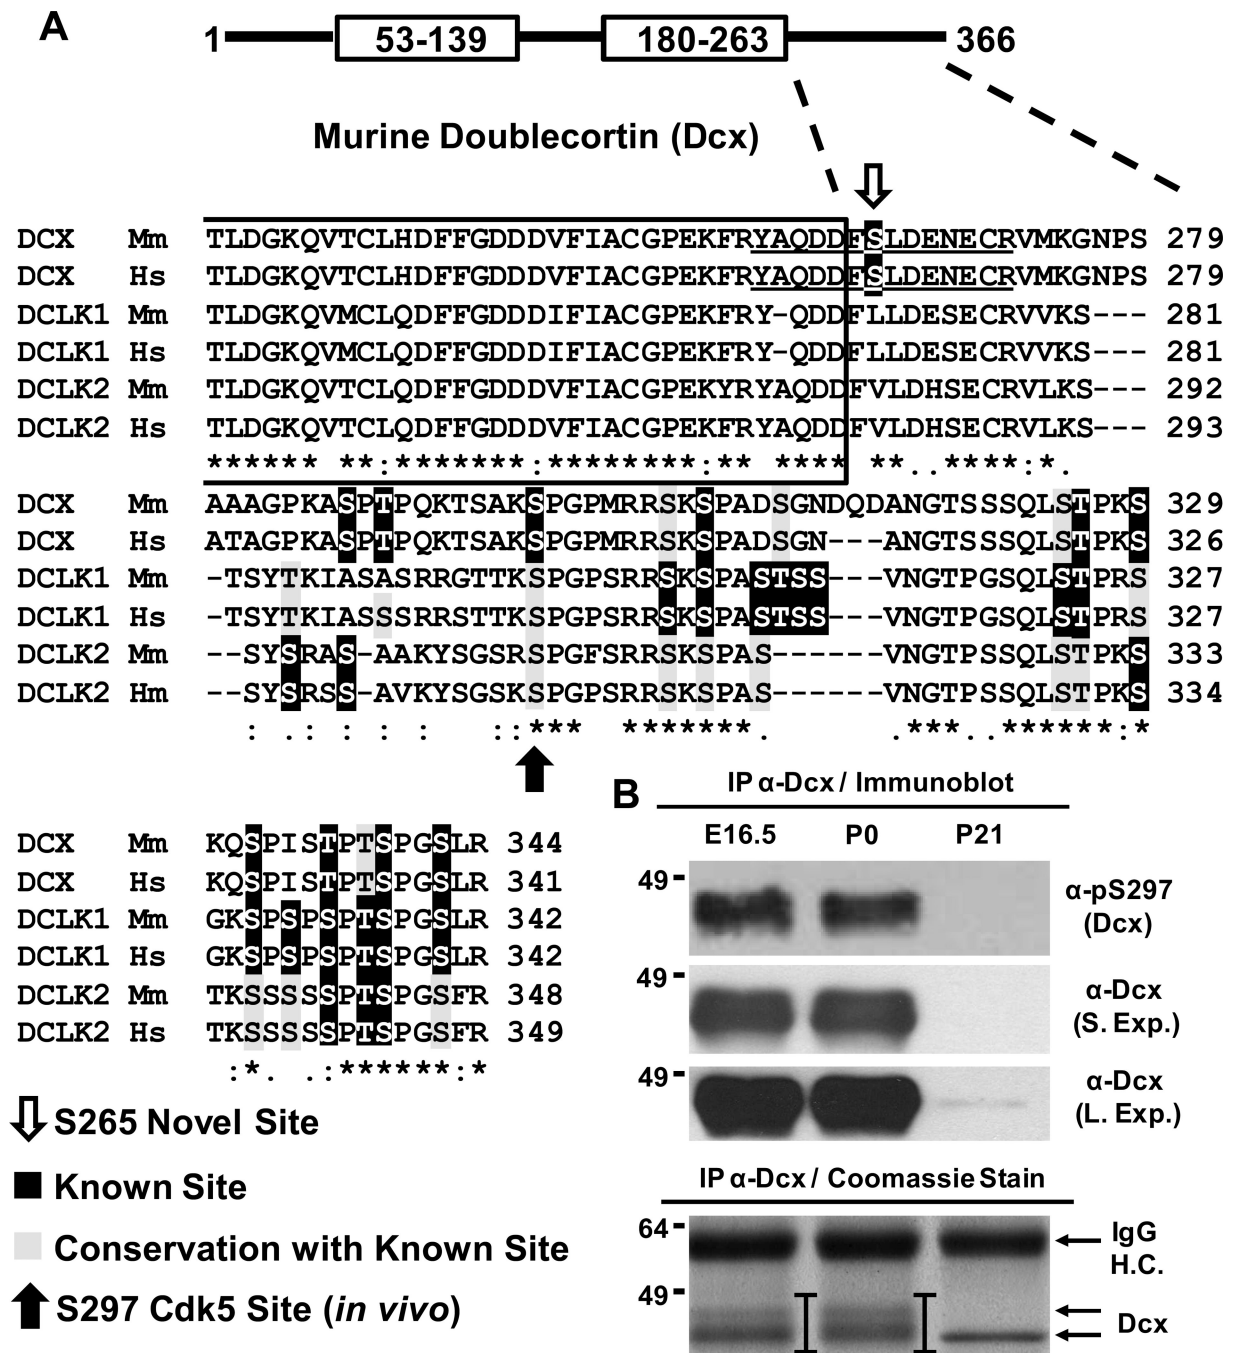 A
1 53-139 180-263 366
Murine Doublecortin (Dcx)
DCX Mm TLDGKQVTCLHDFFGDDDVFIACGPEKFRYAQDDFSLDENECRVMKGNPS 279
DCX Hs TLDGKQVTCLHDFFGDDDVFIACGPEKFRYAQDDFSLDENECRVMKGNPS 279
DCLK1 Mm TLDGKQVMCLQDFFGDDDIFIACGPEKFRY-QDDFLLDESECRVVKS--- 281
DCLK1 Hs TLDGKQVMCLQDFFGDDDIFIACGPEKFRY-QDDFLLDESECRVVKS--- 281
DCLK2 Mm TLDGKQVTCLQDFFGDDDVFIACGPEKYRYAQDDFVLDHSECRVLKS--- 292
DCLK2 Hs TLDGKQVTCLQDFFGDDDVFIACGPEKFRYAQDDFVLDHSECRVLKS--- 293
****** **:*******:********:** **** **..****:*.
DCX Mm AAAGPKASPTPQKTSAKSPGPMRRSKSPADSGNDQDANGTSSSQLSTPKS 329
DCX Hs ATAGPKASPTPQKTSAKSPGPMRRSKSPADSGN---ANGTSSSQLSTPKS 326
DCLK1 Mm -TSYTKIASASRRGTTKSPGPSRRSKSPASTSS---VNGTPGSQLSTPRS 327
DCLK1 Hs -TSYTKIASSSRRSTTKSPGPSRRSKSPASTSS---VNGTPGSQLSTPRS 327
DCLK2 Mm --SYSRAS-AAKYSGSRSPGFSRRSKSPAS------VNGTPSSQLSTPKS 333
DCLK2 Hm --SYSRSS-AVKYSGSKSPGPSRRSKSPAS------VNGTPSSQLSTPKS 334
: .: : : : ::*** *******. .***..******:*
DCX Mm KQSPISTPTSPGSLR 344
DCX Hs KQSPISTPTSPGSLR 341
DCLK1 Mm GKSPSPSPTSPGSLR 342
DCLK1 Hs GKSPSPSPTSPGSLR 342
DCLK2 Mm TKSSSSSPTSPGSFR 348
DCLK2 Hs TKSSSSSPTSPGSFR 349
:*. .:******:*
S265 Novel Site
Known Site
Conservation with Known Site
S297 Cdk5 Site (in vivo)
B
IP α-Dcx / Immunoblot
E16.5 P0 P21
49
α-pS297
(Dcx)
49
α-Dcx
(S. Exp.)
49
α-Dcx
(L. Exp.)
IP α-Dcx / Coomassie Stain
64
IgG
H.C.
49
Dcx